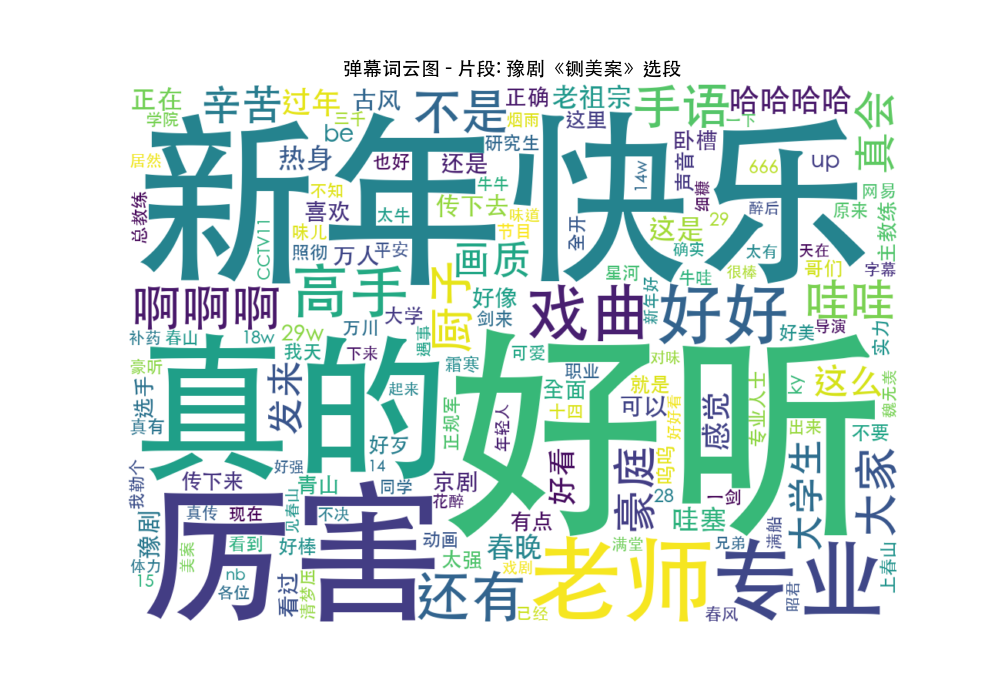 弹幕词云图 - 片段: 豫剧《铡美案》选段
正在 辛苦 过年 古风 不是 正确 老祖宗 手语 哈哈哈哈 真会
学院 三千 be 烟雨 这里 一下
新年快乐
居然 热身 也好 还是 研究生 卧槽 声音 666 up 网易
总教练 不知 喜欢 太牛 传下去 牛牛 味道 14w 细糠 醉后 原来 主教练
CCTV11 味儿 照彻 万人 平安 节目 全开 这是 29 确实 太有 天在 哥们 字幕
画质 星河 牛哇 很棒
啊啊啊 高手 厨子 好像 戏曲 新年好 好好 哇哇
补药 春山 18w 29w 万川 大学 剑来 好美 导演 实力
我天 下来 遇事 霜寒 可爱 职业 对味
真的 好听
豪听 选手 真有 发来 起来 正规军 年轻人 全面 十四 就是 可以 好好看 感觉 专业人士 ky 这么 魏无羡 不要
好歹 呜呜 大学生 大家
我勒个 传下来 好强 14 青山 同学 京剧 花醉 好看 豪庭 28 一剑
厉害
豫剧 真传 现在 见春山 不决 有点 哇塞
美案 看到 好棒 动画 太强 春晚 满堂 兄弟 满船 上春山
15 nb 各位 看过 清梦压 还有 戏剧 老师 专业 昭君
已经 春风